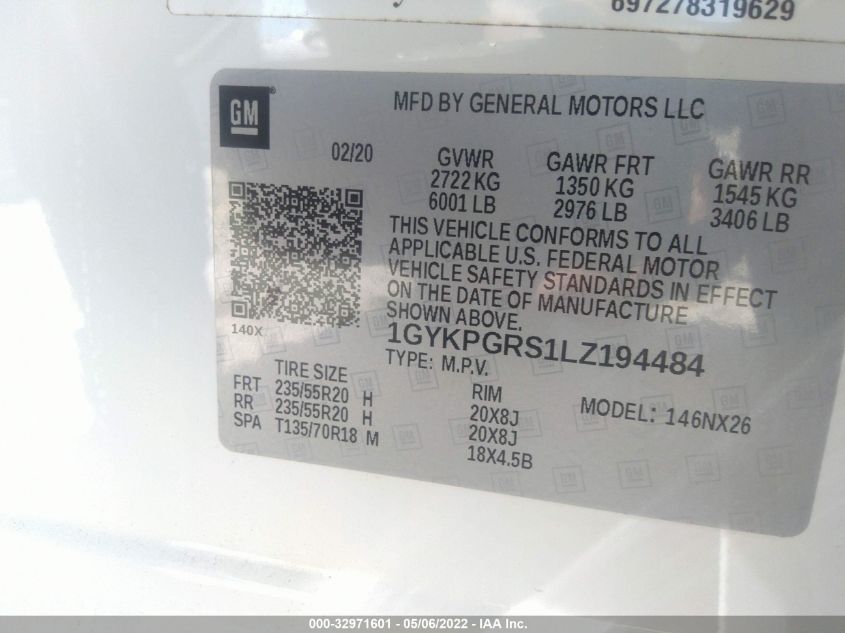 697278319629
GM
MFD BY GENERAL MOTORS LLC
02/20
GVWR
2722 KG
6001 LB
GAWR FRT
1350 KG
2976 LB
GAWR RR
1545 KG
3406 LB
THIS VEHICLE CONFORMS TO ALL
APPLICABLE U.S. FEDERAL MOTOR
VEHICLE SAFETY STANDARDS IN EFFECT
ON THE DATE OF MANUFACTURE
SHOWN ABOVE.
140X
1GYKPGRS1LZ194484
TYPE: M.P.V.
TIRE SIZE
RIM
FRT 235/55R20 H 20X8J
RR 235/55R20 H 20X8J
SPA T135/70R18 M 18X4.5B
MODEL: 146NX26
000-32971601 - 05/06/2022 - IAA Inc.